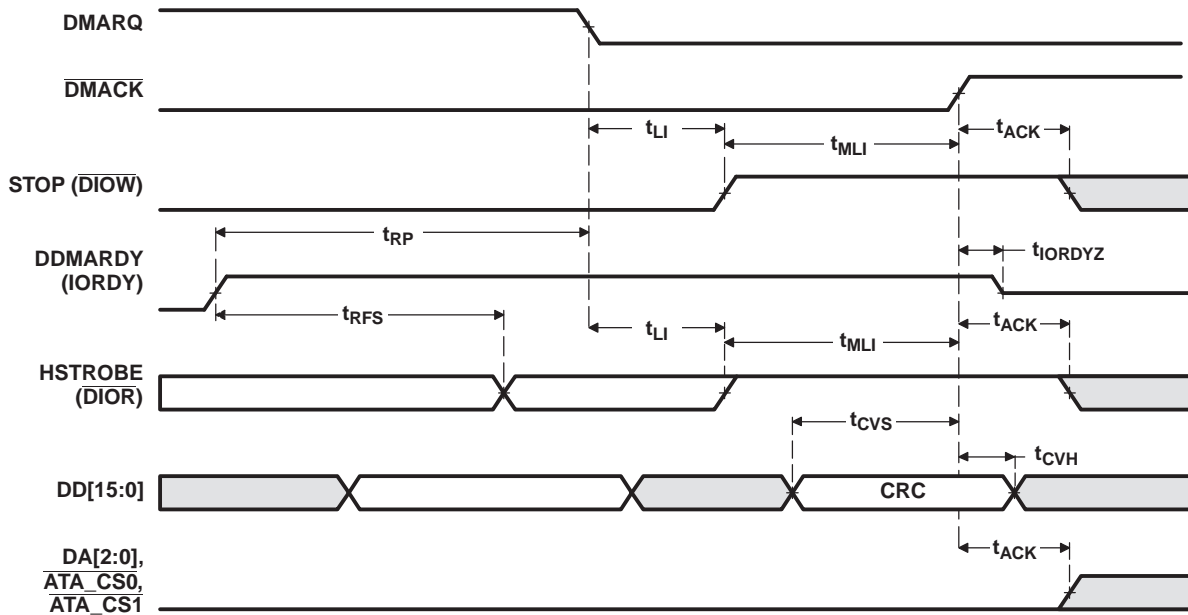 DMARQ
DMACK
tLI
tMLI
tACK
STOP (DIOW)
tRP
DDMARDY
(IORDY)
tIORDYZ
tRFS
tLI
tMLI
tACK
HSTROBE
(DIOR)
tCVS
tCVH
DD[15:0]
CRC
DA[2:0],
ATA_CS0,
ATA_CS1
tACK